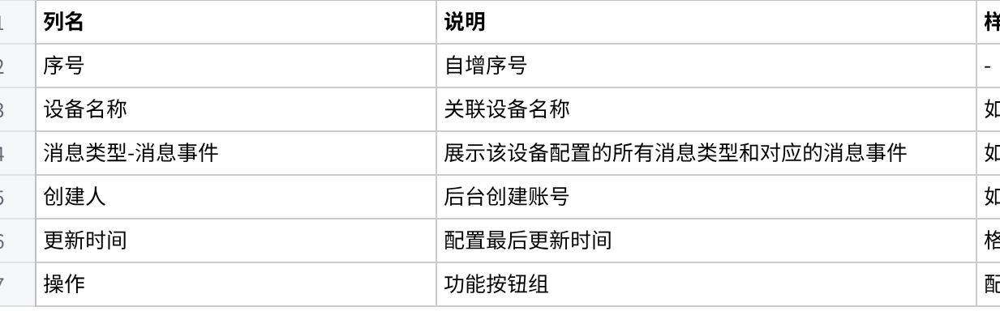 列名 说明 样
2 序号 自增序号 -
设备名称 关联设备名称 如
4 消息类型-消息事件 展示该设备配置的所有消息类型和对应的消息事件 如
创建人 后台创建账号 如
更新时间 配置最后更新时间 格
7 操作 功能按钮组 配